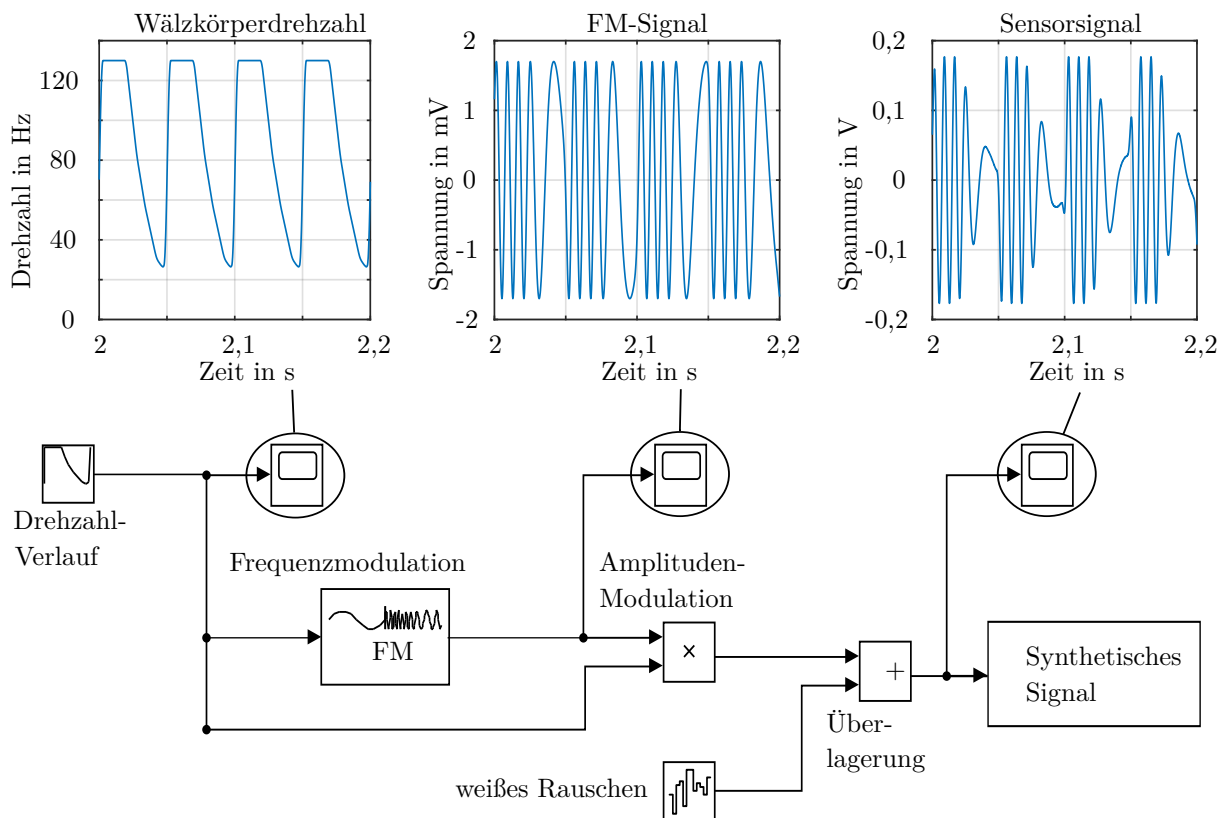 Wälzkörperdrehzahl
Drehzahl in Hz
120
80
40
0
2
2,1
2,2
Zeit in s
FM-Signal
Spannung in mV
2
1
0
-1
-2
2
2,1
2,2
Zeit in s
Sensorsignal
Spannung in V
0,2
0,1
0
-0,1
-0,2
2
2,1
2,2
Zeit in s
Drehzahl-
Verlauf
Frequenzmodulation
FM
Amplituden-
Modulation
×
+
Über-
lagerung
Synthetisches
Signal
weißes Rauschen